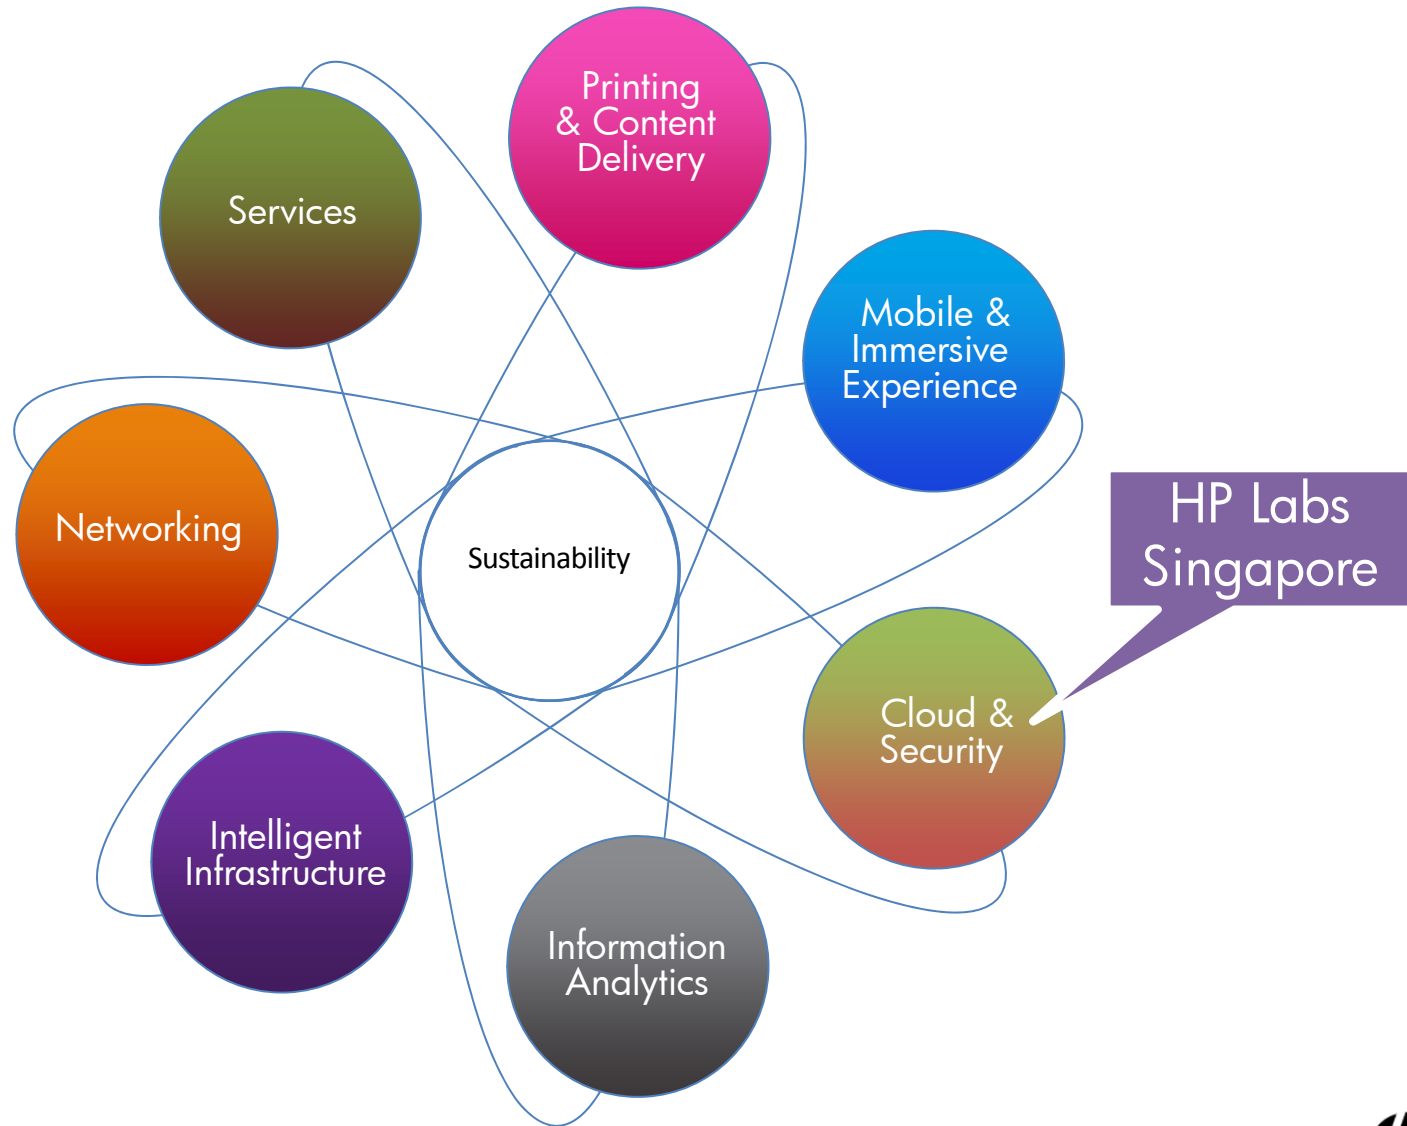 Printing
& Content
Delivery
Services
Mobile &
Immersive
Experience
HP Labs
Singapore
Networking
Sustainability
Cloud &
Security
Intelligent
Infrastructure
Information
Analytics